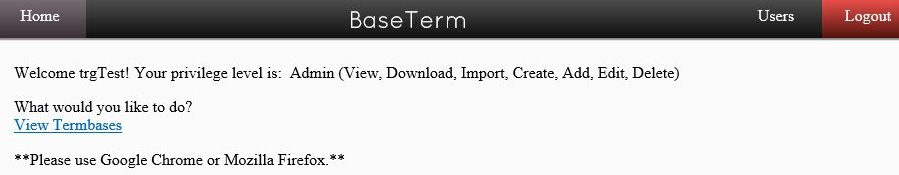 Home BaseTerm Users Logout
Welcome trgTest! Your privilege level is: Admin (View, Download, Import, Create, Add, Edit, Delete)
What would you like to do?
View Termbases
**Please use Google Chrome or Mozilla Firefox.**